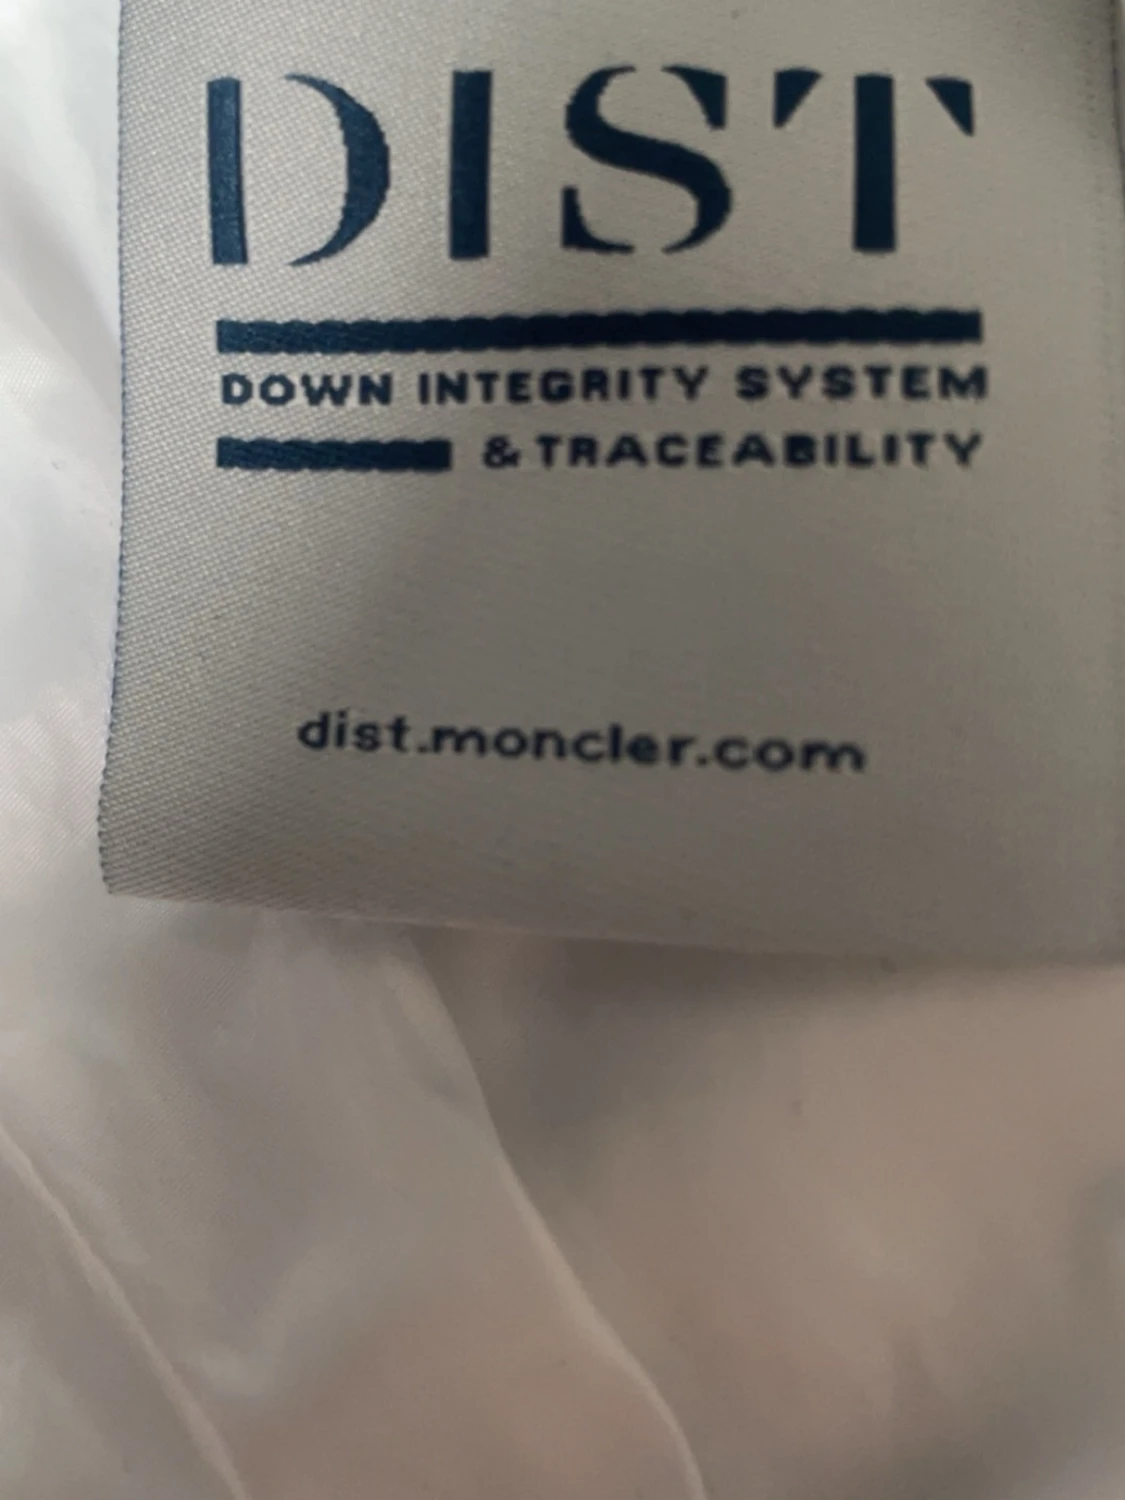 DIST
DOWN INTEGRITY SYSTEM
& TRACEABILITY
dist.moncler.com